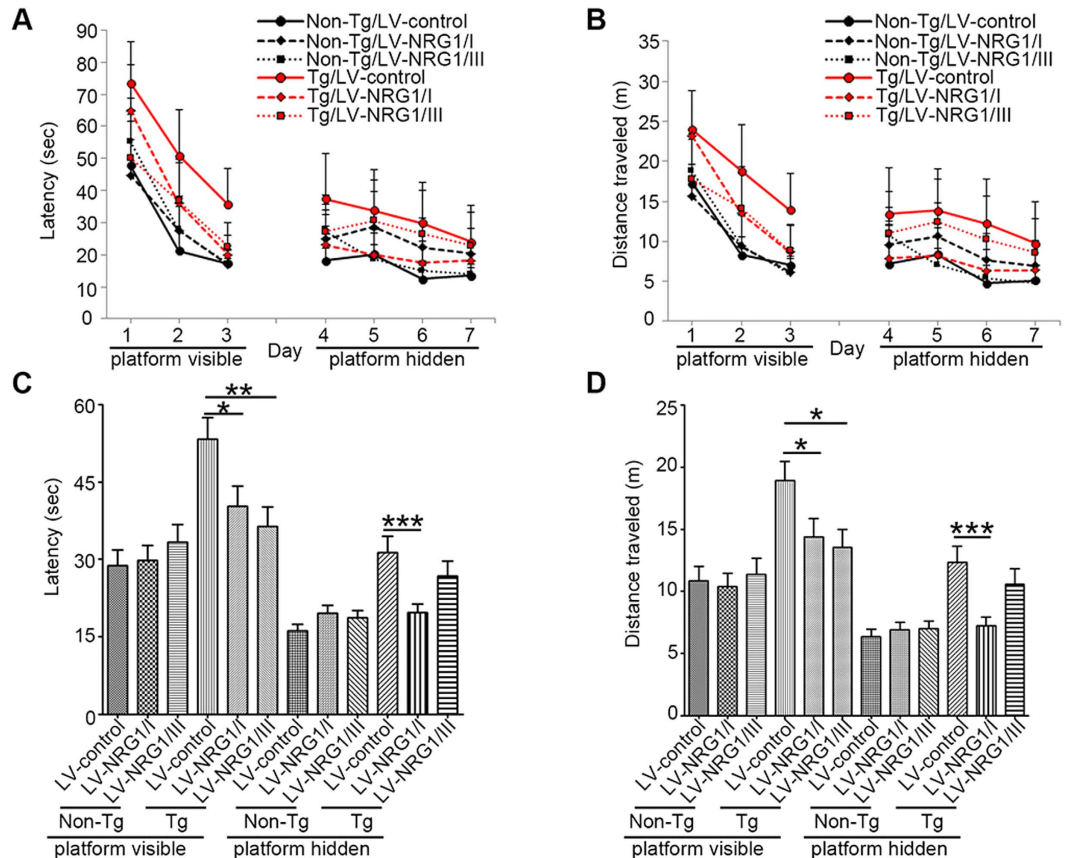 A
Latency (sec)
90
80
70
60
50
40
30
20
10
0
Non-Tg/LV-control
Non-Tg/LV-NRG1/I
Non-Tg/LV-NRG1/III
Tg/LV-control
Tg/LV-NRG1/I
Tg/LV-NRG1/III
1 2 3 4 5 6 7
platform visible Day platform hidden
B
Distance traveled (m)
35
30
25
20
15
10
5
0
Non-Tg/LV-control
Non-Tg/LV-NRG1/I
Non-Tg/LV-NRG1/III
Tg/LV-control
Tg/LV-NRG1/I
Tg/LV-NRG1/III
1 2 3 4 5 6 7
platform visible Day platform hidden
C
Latency (sec)
60
45
30
15
0
**
*
***
LV-control
LV-NRG1/I
LV-NRG1/III
LV-control
LV-NRG1/I
LV-NRG1/III
LV-control
LV-NRG1/I
LV-NRG1/III
LV-control
LV-NRG1/I
LV-NRG1/III
Non-Tg Tg Non-Tg Tg
platform visible platform hidden
D
Distance traveled (m)
25
20
15
10
5
0
*
*
***
LV-control
LV-NRG1/I
LV-NRG1/III
LV-control
LV-NRG1/I
LV-NRG1/III
LV-control
LV-NRG1/I
LV-NRG1/III
LV-control
LV-NRG1/I
LV-NRG1/III
Non-Tg Tg Non-Tg Tg
platform visible platform hidden